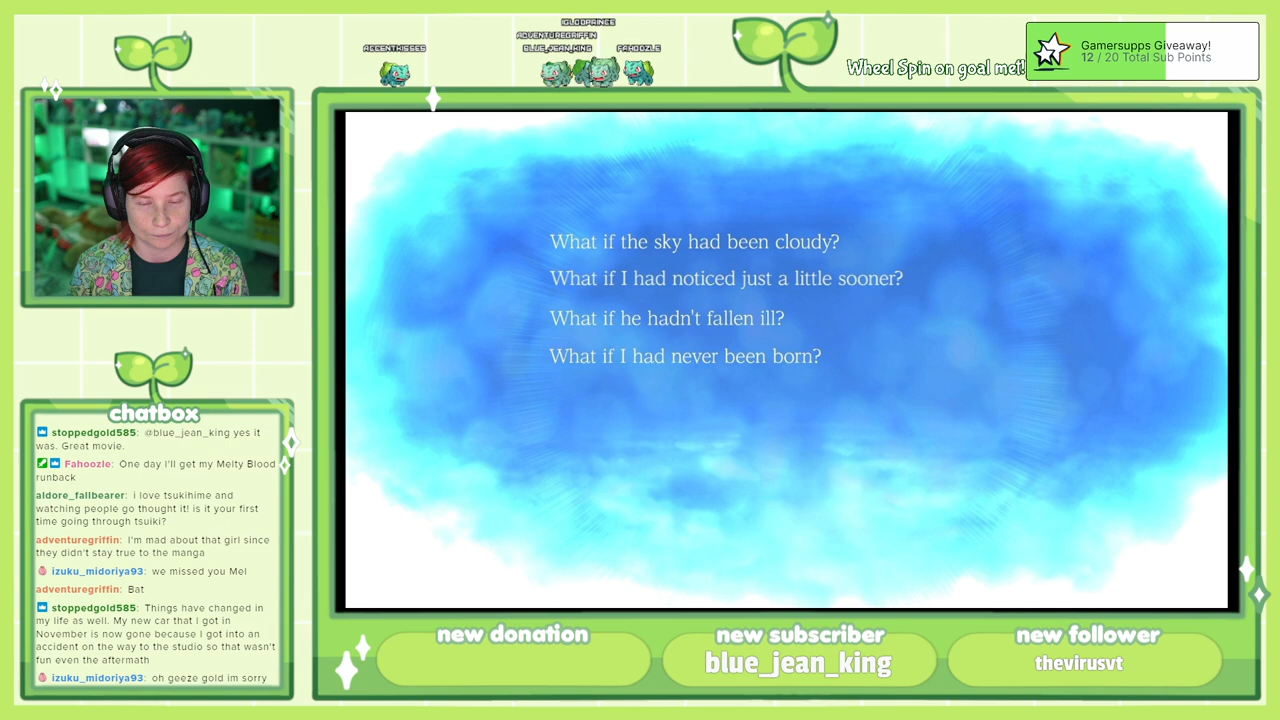 IGLOOPRINCE
ADVENTUREGRIFFIN
ACCENTKISSES
BLUE_JEAN_KING
FAHOOZLE
Wheel Spin on goal met!
7
Gamersupps Giveaway!
12 / 20 Total Sub Points
What if the sky had been cloudy?
What if I had noticed just a little sooner?
What if he hadn't fallen ill?
What if I had never been born?
chatbox
stoppedgold585: @blue_jean_king yes it
was. Great movie.
Fahoozle: One day I'll get my Melty Blood
runback
aldore_fallbearer: i love tsukihime and
watching people go thought it! is it your first
time going through tsuiki?
adventuregriffin: I'm mad about that girl since
they didn't stay true to the manga
izuku_midoriya93: we missed you Mel
adventuregriffin: Bat
stoppedgold585: Things have changed in
my life as well. My new car that I got in
November is now gone because I got into an
accident on the way to the studio so that wasn't
fun even the aftermath
izuku_midoriya93: oh geeze gold im sorry
new donation
new subscriber
blue_jean_king
new follower
thevirusvt